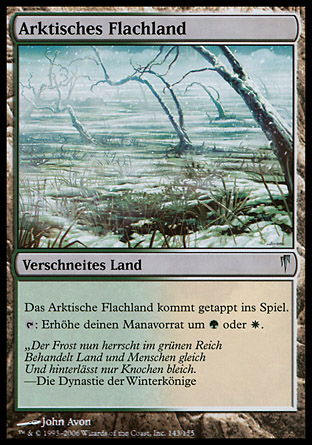 Arktisches Flachland
Verschneites Land
Das Arktische Flachland kommt getappt ins Spiel.
: Erhöhe deinen Manavorrat um oder .
„Der Frost nun herrscht im grünen Reich
Behandelt Land und Menschen gleich
Und hinterlässt nur Knochen bleich.
—Die Dynastie der Winterkönige
John Avon
™ & © 1993–2006 Wizards of the Coast, Inc. 143/155